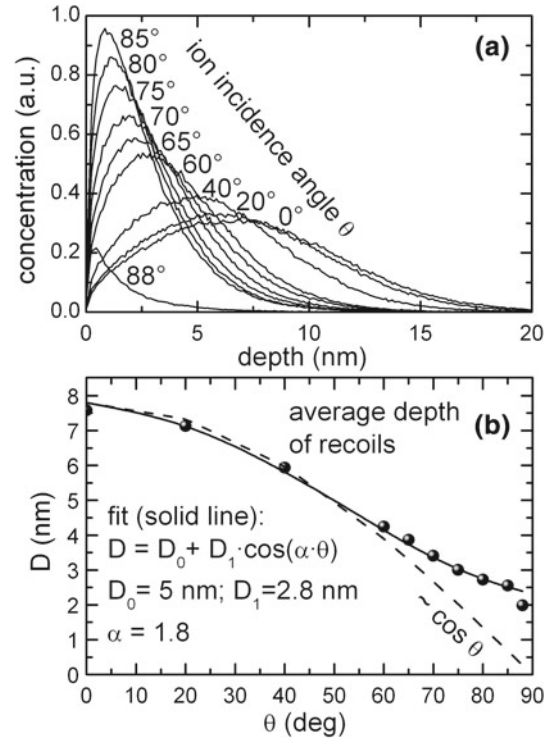 (a)
1.0
0.8
0.6
0.4
0.2
0.0
concentration (a.u.)
85°
80°
75°
70°
65°
60°
40°
20°
0°
88°
ion incidence angle θ
0
5
10
15
20
depth (nm)
(b)
8
7
6
5
4
3
2
1
0
D (nm)
average depth
of recoils
fit (solid line):
D = D₀+ D₁·cos(α·θ)
D₀= 5 nm; D₁=2.8 nm
α = 1.8
~cos θ
0
10
20
30
40
50
60
70
80
90
θ (deg)